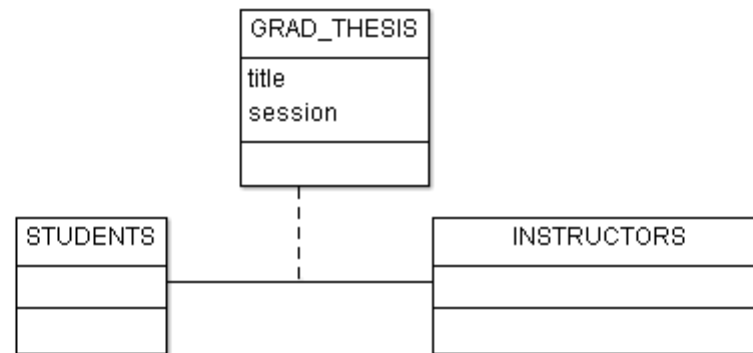 GRAD_THESIS
title
session
STUDENTS
INSTRUCTORS